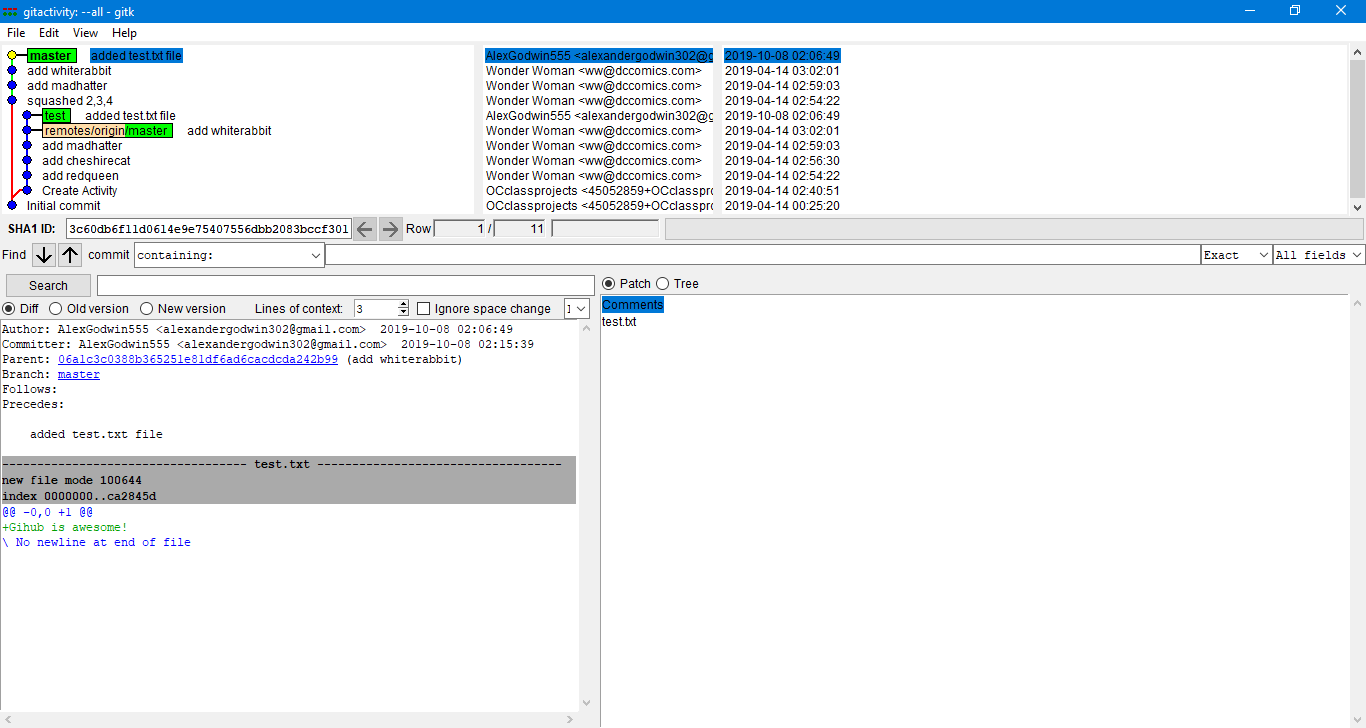 gitactivity: --all - gitk
File Edit View Help
master added test.txt file AlexGodwin555 <alexandergodwin302@g 2019-10-08 02:06:49
add whiterabbit Wonder Woman <ww@dccomics.com> 2019-04-14 03:02:01
add madhatter Wonder Woman <ww@dccomics.com> 2019-04-14 02:59:03
squashed 2,3,4 Wonder Woman <ww@dccomics.com> 2019-04-14 02:54:22
test added test.txt file AlexGodwin555 <alexandergodwin302@g 2019-10-08 02:06:49
remotes/origin/master add whiterabbit Wonder Woman <ww@dccomics.com> 2019-04-14 03:02:01
add madhatter Wonder Woman <ww@dccomics.com> 2019-04-14 02:59:03
add cheshirecat Wonder Woman <ww@dccomics.com> 2019-04-14 02:56:30
add redqueen Wonder Woman <ww@dccomics.com> 2019-04-14 02:54:22
Create Activity OCclassprojects <45052859+OCclasspro 2019-04-14 02:40:51
Initial commit OCclassprojects <45052859+OCclasspro 2019-04-14 00:25:20
SHA1 ID: 3c60db6f11d0614e9e75407556dbb2083bccf301 Row 1 / 11
Find commit containing: Exact All fields
Search Patch Tree
Diff Old version New version Lines of context: 3 Ignore space change
Comments
test.txt
Author: AlexGodwin555 <alexandergodwin302@gmail.com> 2019-10-08 02:06:49
Committer: AlexGodwin555 <alexandergodwin302@gmail.com> 2019-10-08 02:15:39
Parent: 06a1c3c0388b365251e81df6ad6cacdcda242b99 (add whiterabbit)
Branch: master
Follows:
Precedes:
added test.txt file
----------------------------------- test.txt -----------------------------------
new file mode 100644
index 0000000..ca2845d
@@ -0,0 +1 @@
+Gihub is awesome!
\ No newline at end of file